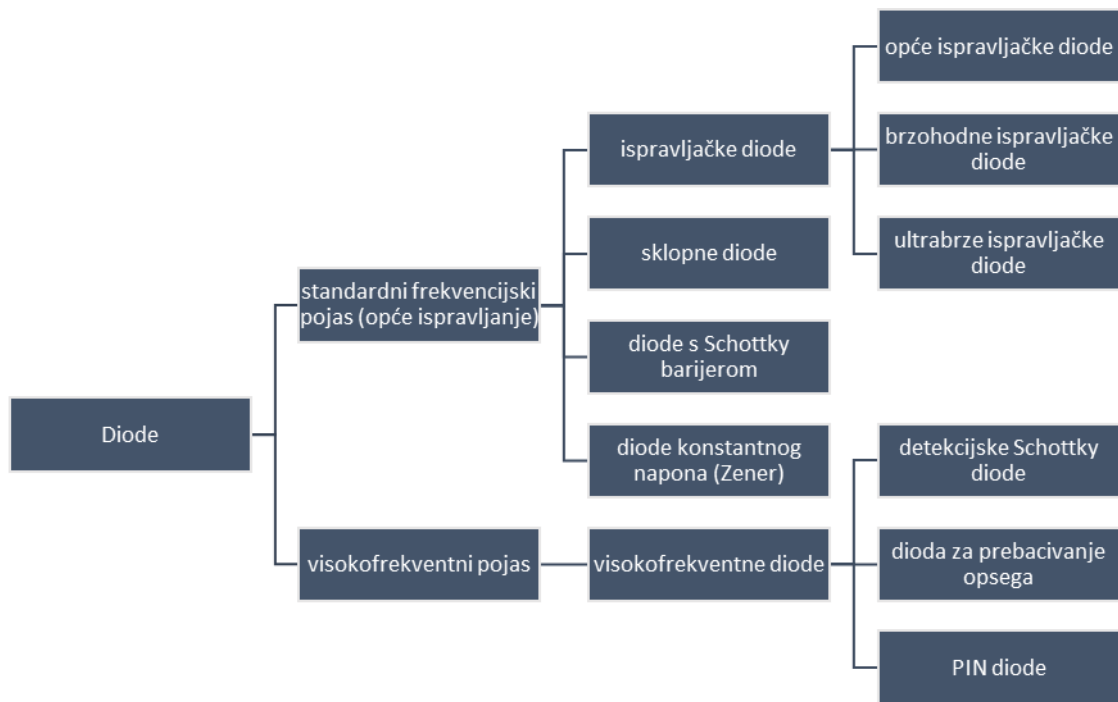 Diode
standardni frekvencijski
pojas (opće ispravljanje)
ispravljačke diode
opće ispravljačke diode
brzohodne ispravljačke
diode
ultrabrze ispravljačke
diode
sklopne diode
diode s Schottky
barijerom
diode konstantnog
napona (Zener)
visokofrekventni pojas
visokofrekventne diode
detekcijske Schottky
diode
dioda za prebacivanje
opsega
PIN diode